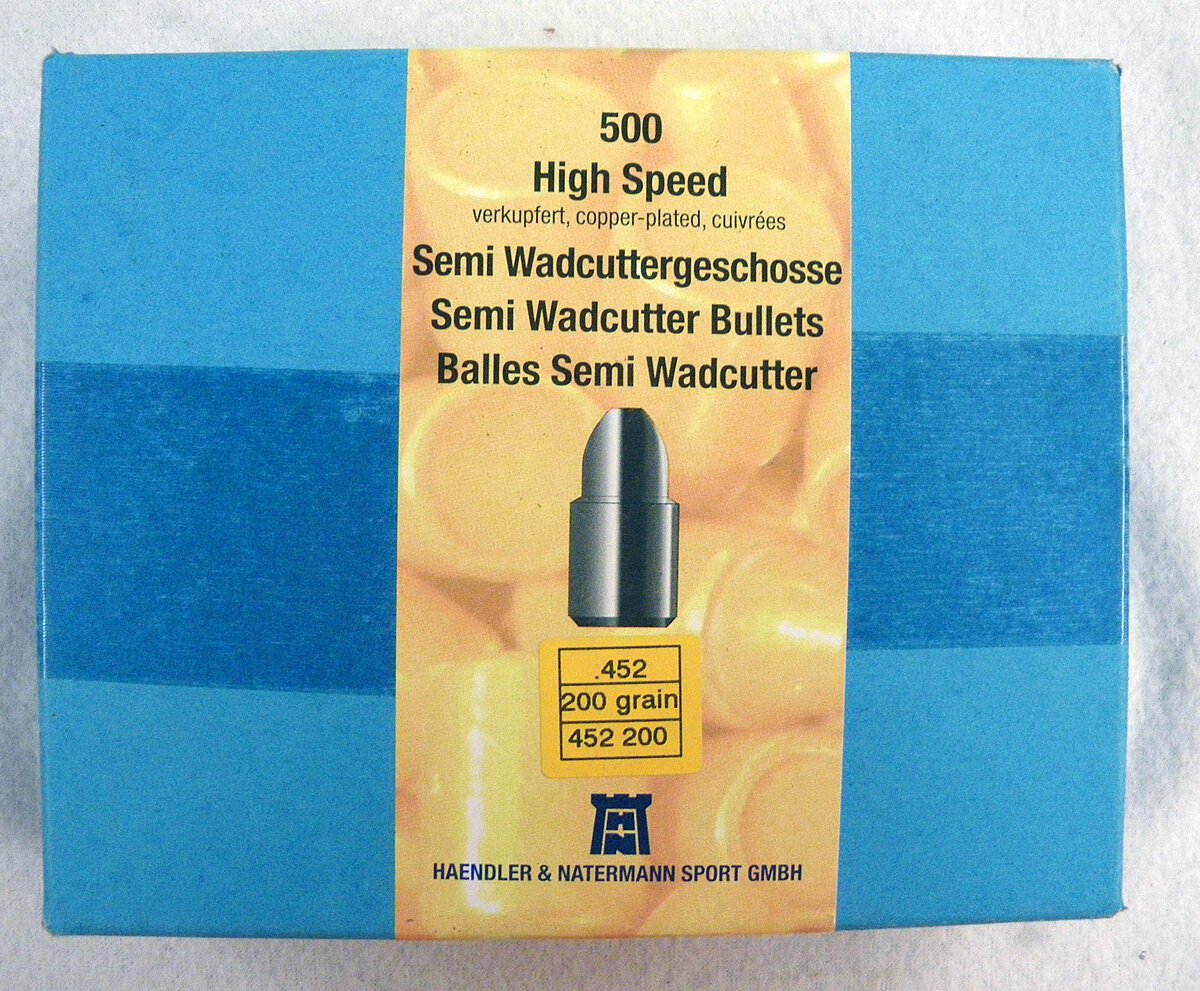 500
High Speed
verkupfert, copper-plated, cuivrées
Semi Wadcuttergeschosse
Semi Wadcutter Bullets
Balles Semi Wadcutter
.452
200 grain
452 200
HN
HAENDLER & NATERMANN SPORT GMBH